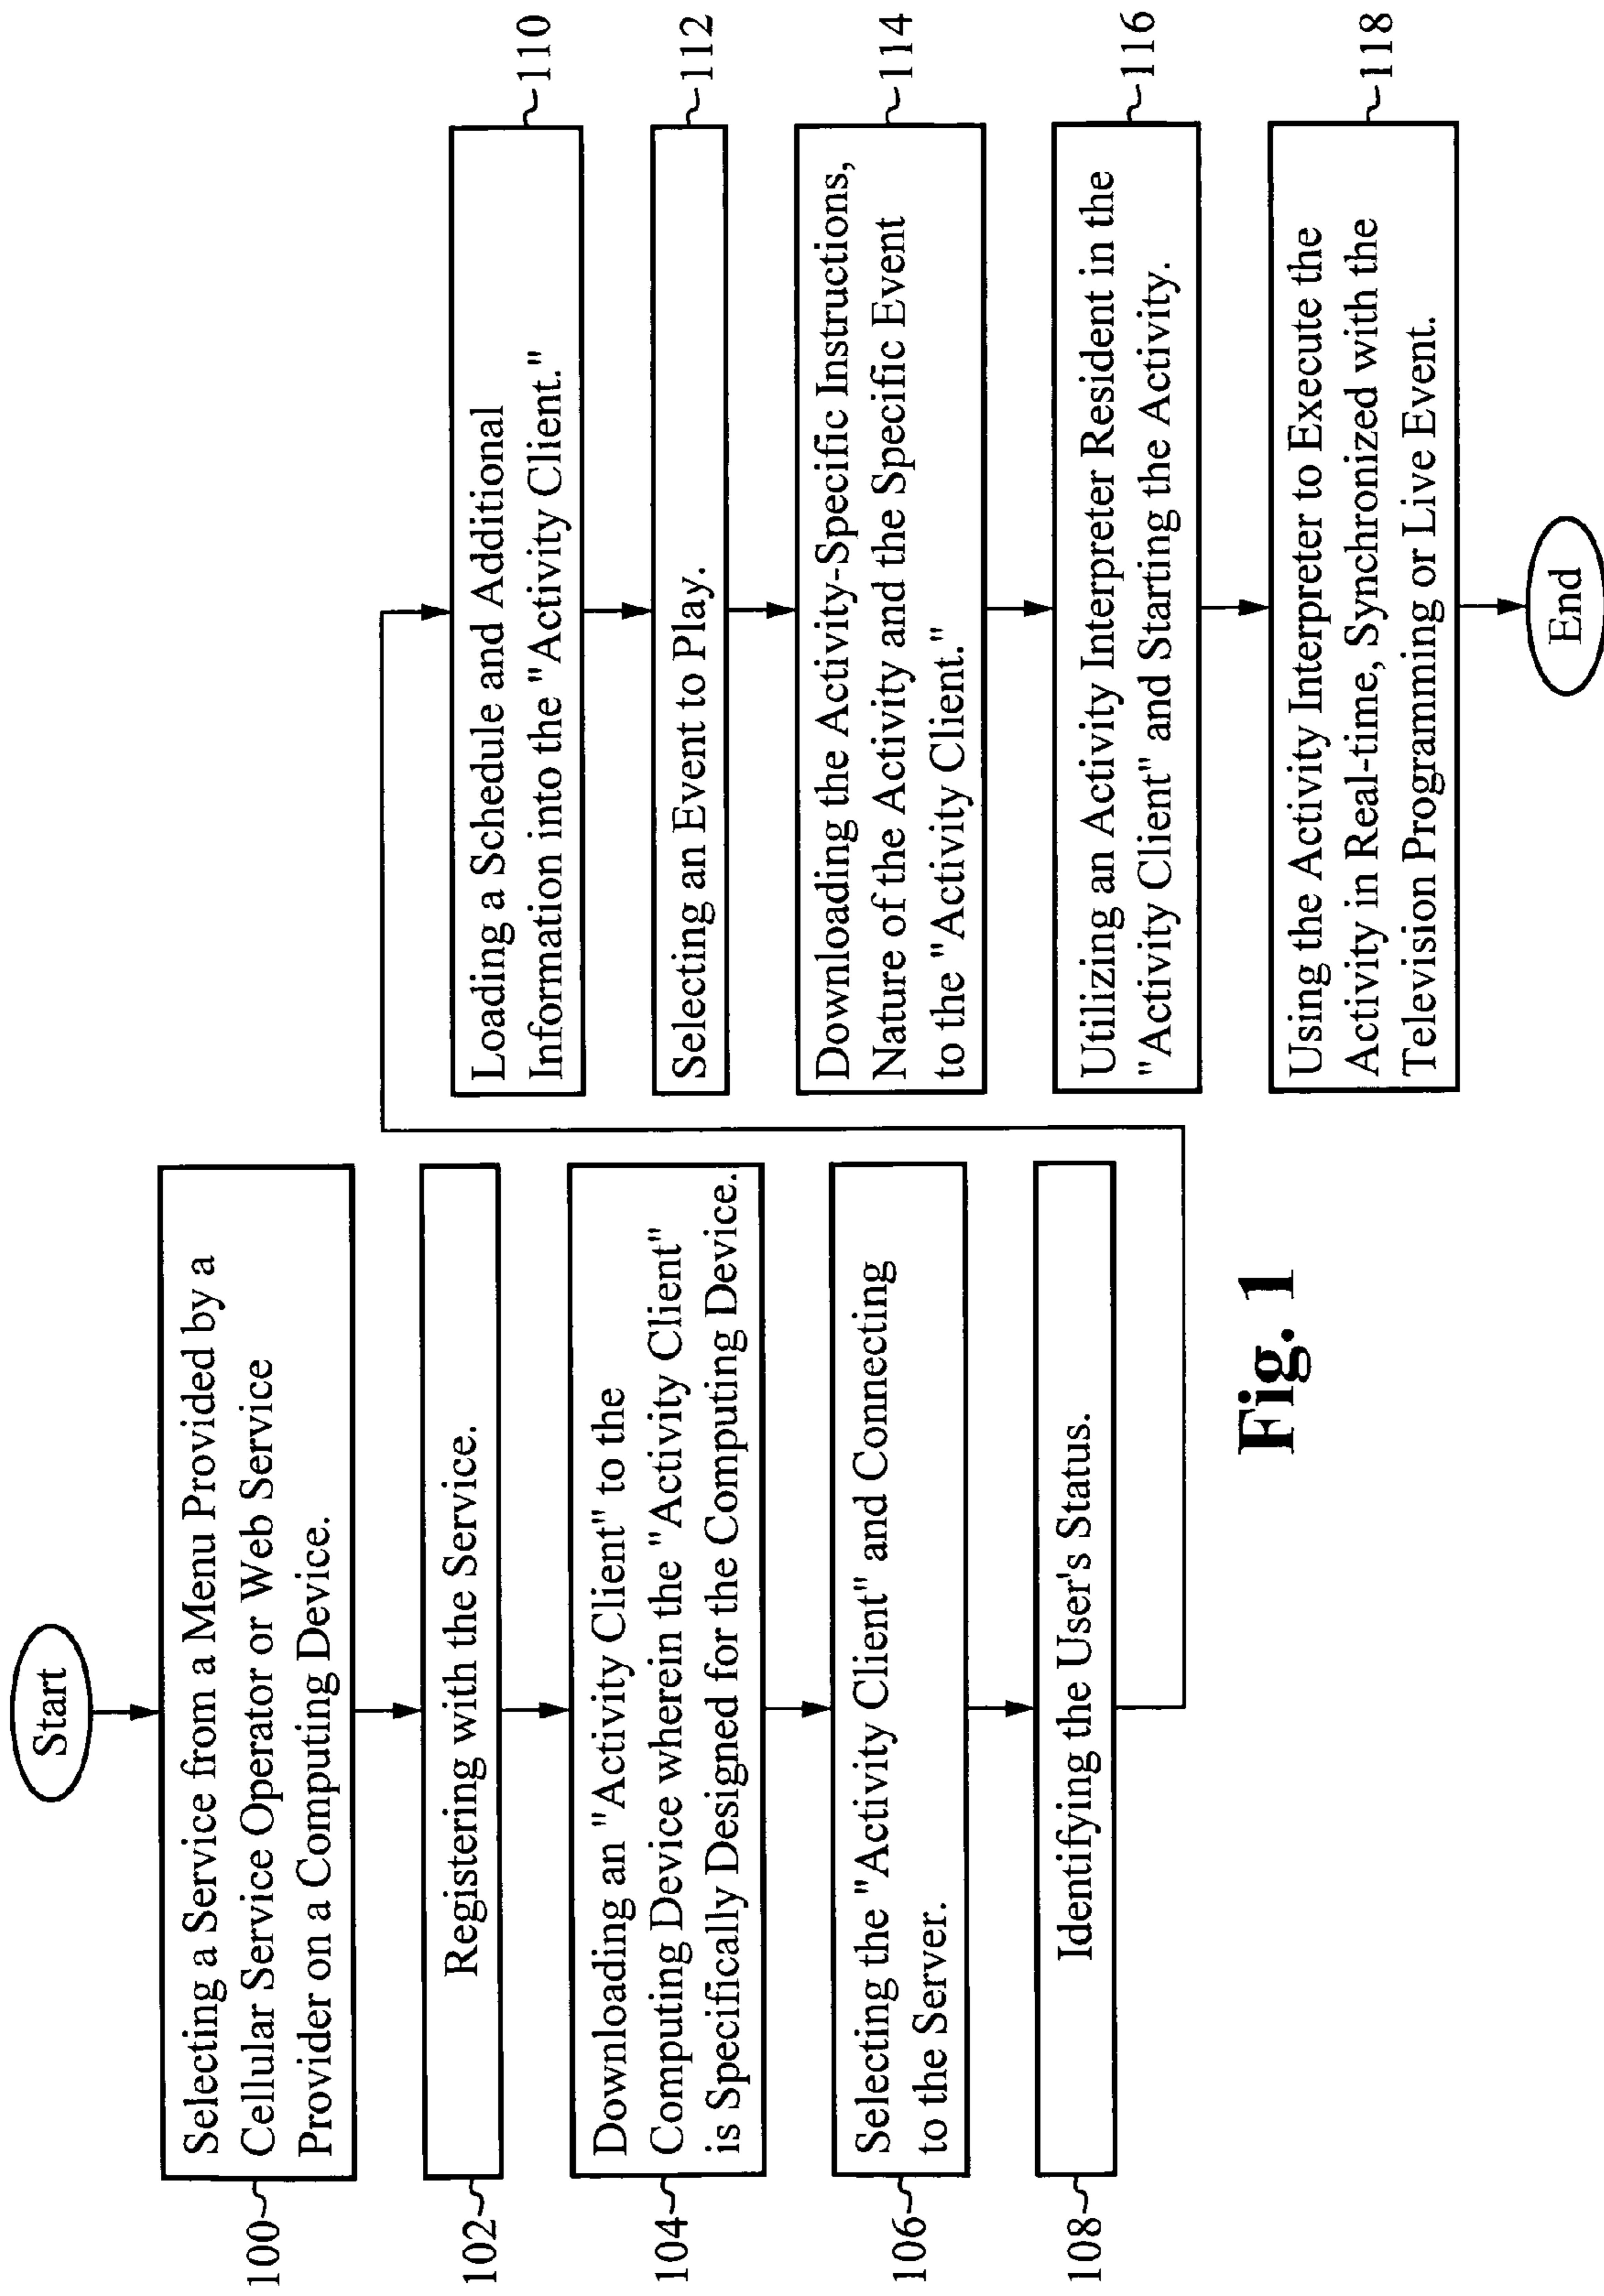 Start
100
Selecting a Service from a Menu Provided by a
Cellular Service Operator or Web Service
Provider on a Computing Device.
102
Registering with the Service.
104
Downloading an "Activity Client" to the
Computing Device wherein the "Activity Client"
is Specifically Designed for the Computing Device.
106
Selecting the "Activity Client" and Connecting
to the Server.
108
Identifying the User's Status.
Loading a Schedule and Additional
Information into the "Activity Client."
110
Selecting an Event to Play.
112
Downloading the Activity-Specific Instructions,
Nature of the Activity and the Specific Event
to the "Activity Client."
114
Utilizing an Activity Interpreter Resident in the
"Activity Client" and Starting the Activity.
116
Using the Activity Interpreter to Execute the
Activity in Real-time, Synchronized with the
Television Programming or Live Event.
118
End
Fig. 1